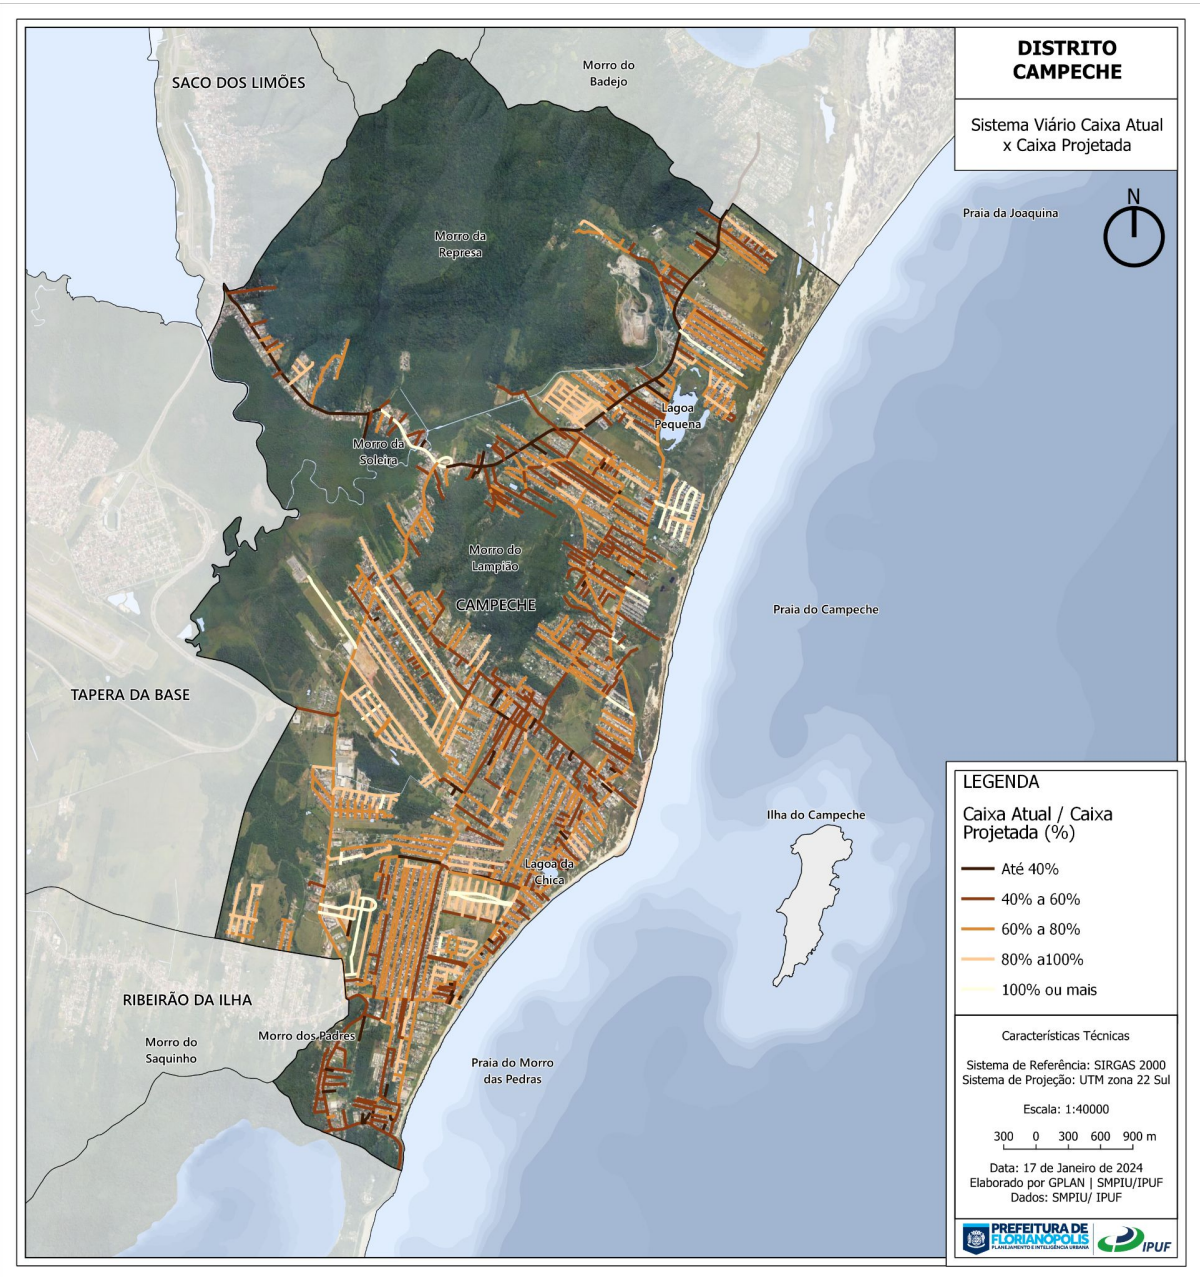 DISTRITO
CAMPECHE
Sistema Viário Caixa Atual
x Caixa Projetada
N
SACO DOS LIMÕES
Morro do
Badejo
Praia da Joaquina
Morro da
Represa
Lagoa
Pequena
Morro da
Soleira
Morro do
Lampião
CAMPECHE
Praia do Campeche
TAPERA DA BASE
Ilha do Campeche
Lagoa da
Chica
RIBEIRÃO DA ILHA
Morro do
Saquinho
Morro dos Padres
Praia do Morro
das Pedras
LEGENDA
Caixa Atual / Caixa
Projetada (%)
Até 40%
40% a 60%
60% a 80%
80% a100%
100% ou mais
Características Técnicas
Sistema de Referência: SIRGAS 2000
Sistema de Projeção: UTM zona 22 Sul
Escala: 1:40000
300 0 300 600 900 m
Data: 17 de Janeiro de 2024
Elaborado por GPLAN | SMPIU/IPUF
Dados: SMPIU/ IPUF
PREFEITURA DE
FLORIANÓPOLIS
PLANEJAMENTO E INTELIGÊNCIA URBANA
IPUF